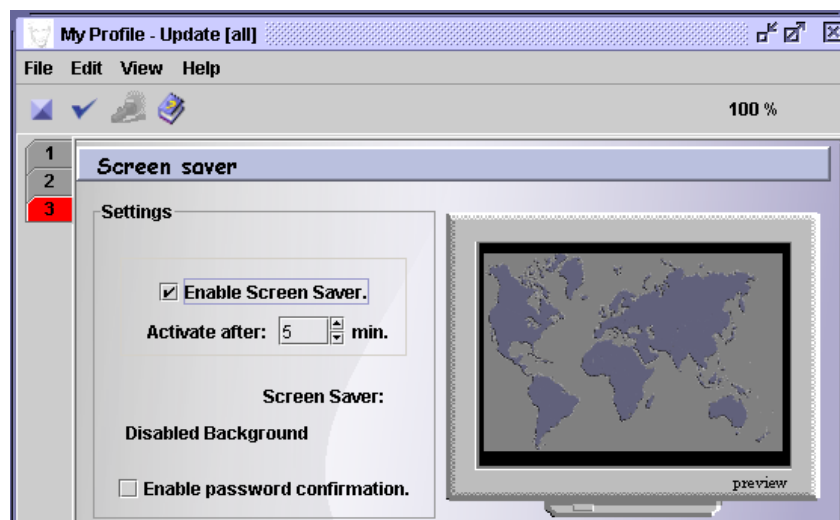 My Profile - Update [all]
File Edit View Help
100 %
1
2
3
Screen saver
Settings
Enable Screen Saver.
Activate after: 5 min.
Screen Saver:
Disabled Background
Enable password confirmation.
preview